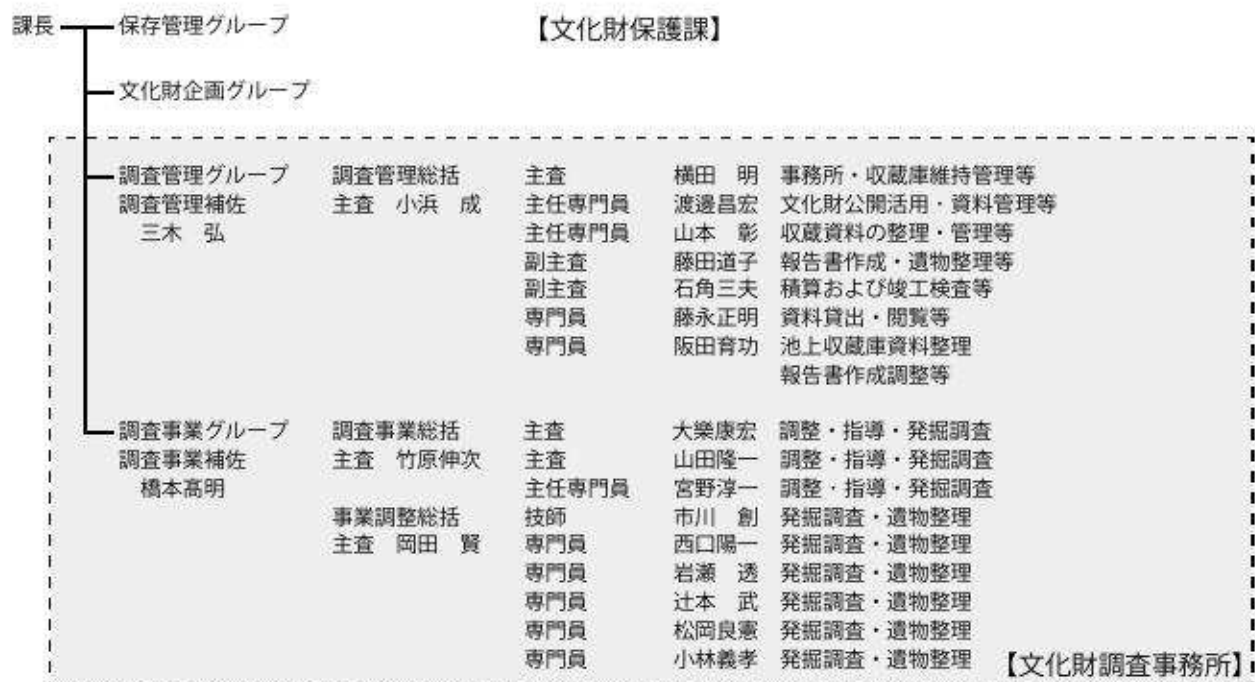 課長 保存管理グループ 【文化財保護課】
文化財企画グループ
調査管理グループ 調査管理総括 主査 横田 明 事務所・収蔵庫維持管理等
調査管理補佐 主査 小浜 成 主任専門員 渡邊昌宏 文化財公開活用・資料管理等
三木 弘 主任専門員 山本 彰 収蔵資料の整理・管理等
副主査 藤田道子 報告書作成・遺物整理等
副主査 石角三夫 積算および竣工検査等
専門員 藤永正明 資料貸出・閲覧等
専門員 阪田育功 池上収蔵庫資料整理
報告書作成調整等
調査事業グループ 調査事業総括 主査 大樂康宏 調整・指導・発掘調査
調査事業補佐 主査 竹原伸次 主査 山田隆一 調整・指導・発掘調査
橋本髙明 主任専門員 宮野淳一 調整・指導・発掘調査
事業調整総括 技師 市川 創 発掘調査・遺物整理
主査 岡田 賢 専門員 西口陽一 発掘調査・遺物整理
専門員 岩瀬 透 発掘調査・遺物整理
専門員 辻本 武 発掘調査・遺物整理
専門員 松岡良憲 発掘調査・遺物整理
専門員 小林義孝 発掘調査・遺物整理 【文化財調査事務所】